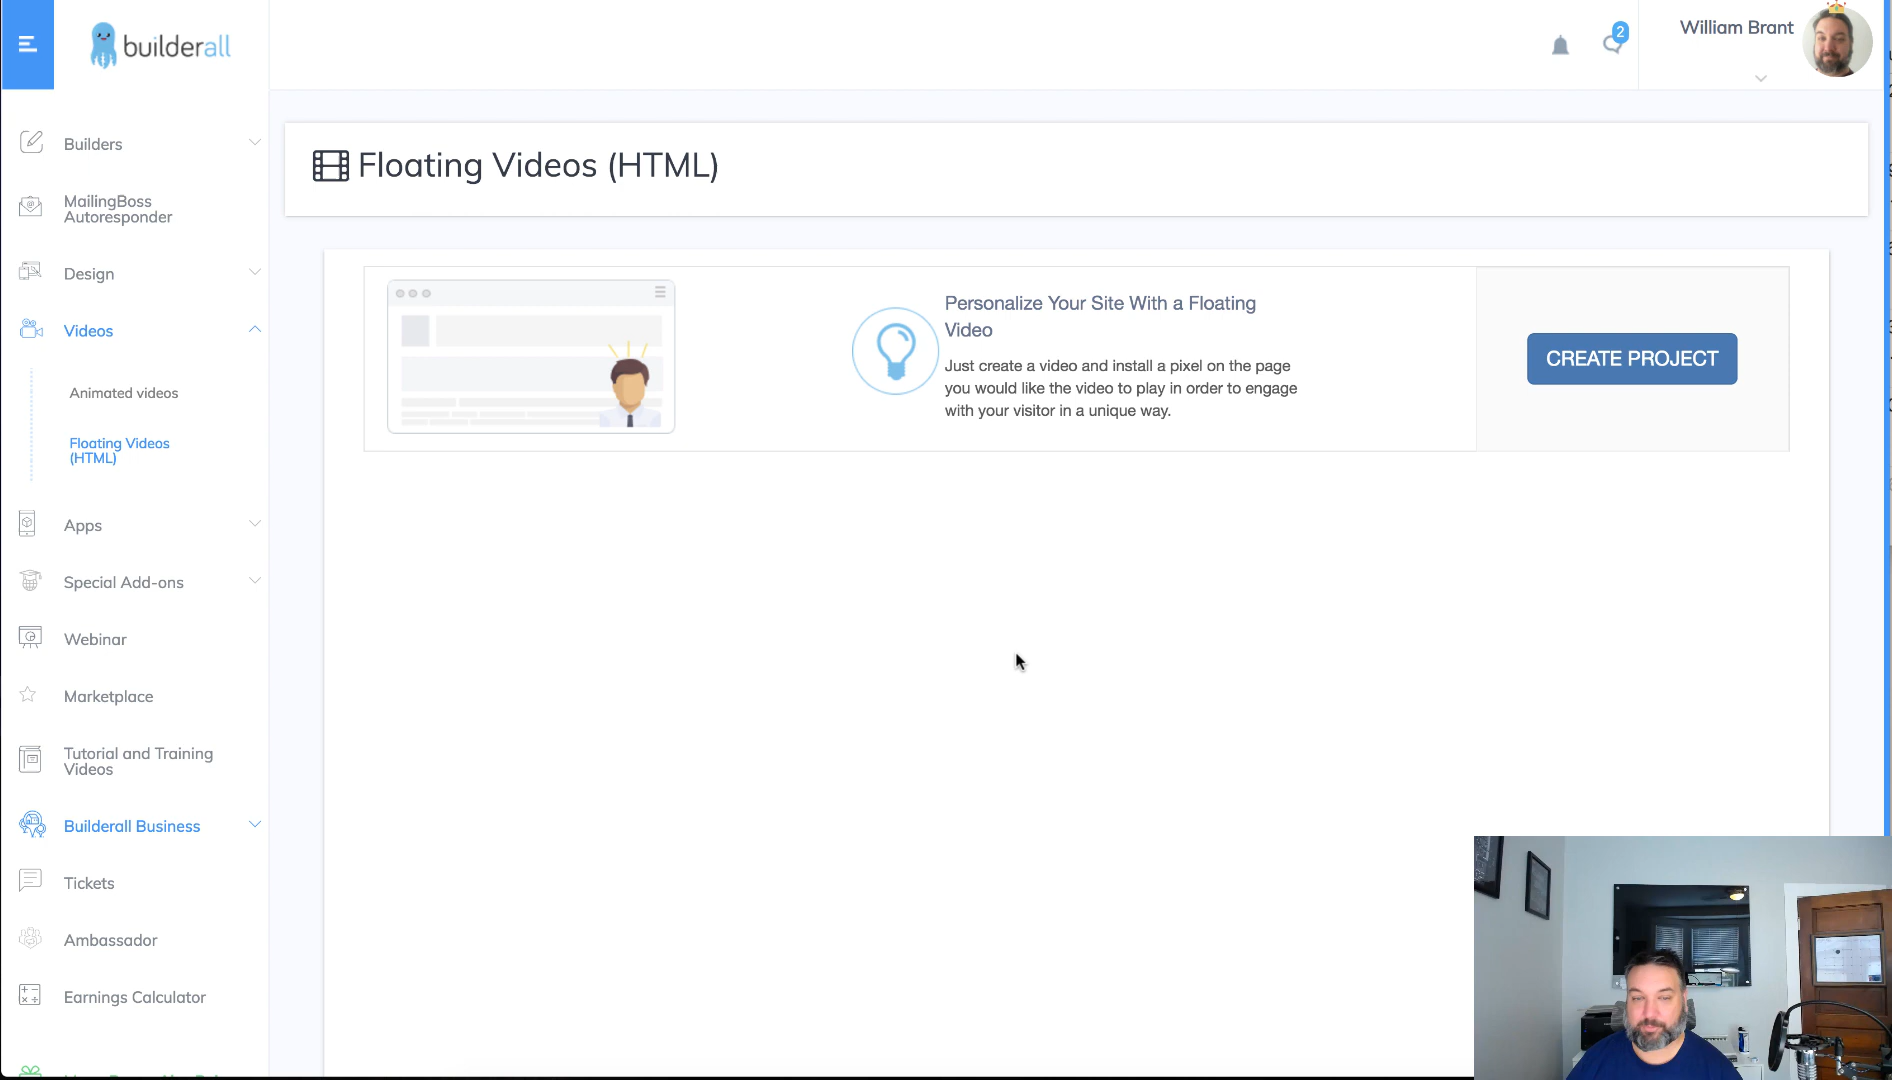 builderall
2
William Brant
Builders
MailingBoss
Autoresponder
Design
Videos
Animated videos
Floating Videos
(HTML)
Apps
Special Add-ons
Webinar
Marketplace
Tutorial and Training
Videos
Builderall Business
Tickets
Ambassador
Earnings Calculator
Floating Videos (HTML)
Personalize Your Site With a Floating
Video
Just create a video and install a pixel on the page
you would like the video to play in order to engage
with your visitor in a unique way.
CREATE PROJECT